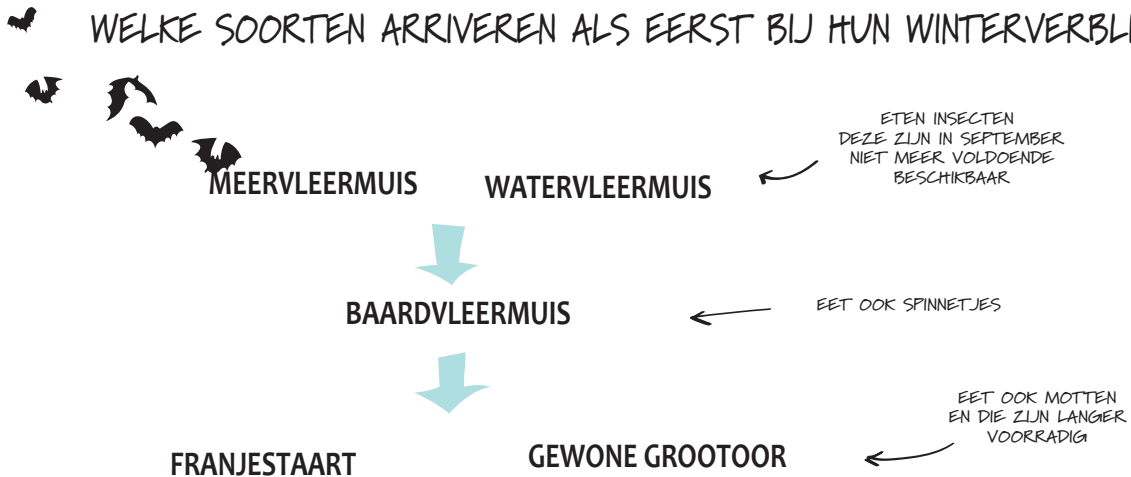 WELKE SOORTEN ARRIVEREN ALS EERST BIJ HUN WINTERVERBLI
ETEN INSECTEN
DEZE ZIJN IN SEPTEMBER
NIET MEER VOLDOENDE
BESCHIKBAAR
MEERVLEERMUIS WATERVLEERMUIS
BAARDVLEERMUIS
EET OOK SPINNETJES
EET OOK MOTTEN
EN DIE ZIJN LANGER
VOORRADIG
FRANJESTAART GEWONE GROOTOOR